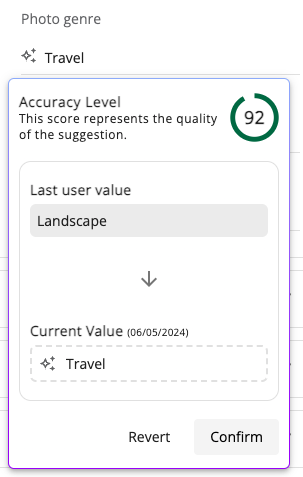 Photo genre
Travel
Accuracy Level
This score represents the quality
of the suggestion.
92
Last user value
Landscape
Current Value (06/05/2024)
Travel
Revert
Confirm